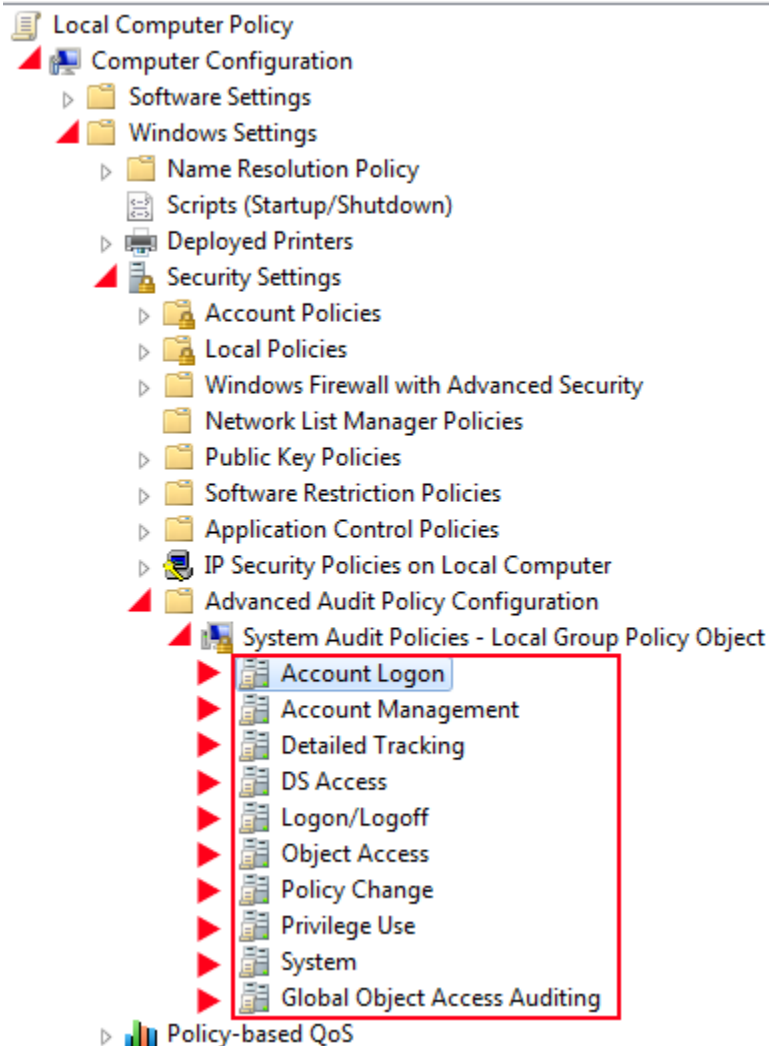 Local Computer Policy
Computer Configuration
Software Settings
Windows Settings
Name Resolution Policy
Scripts (Startup/Shutdown)
Deployed Printers
Security Settings
Account Policies
Local Policies
Windows Firewall with Advanced Security
Network List Manager Policies
Public Key Policies
Software Restriction Policies
Application Control Policies
IP Security Policies on Local Computer
Advanced Audit Policy Configuration
System Audit Policies - Local Group Policy Object
Account Logon
Account Management
Detailed Tracking
DS Access
Logon/Logoff
Object Access
Policy Change
Privilege Use
System
Global Object Access Auditing
Policy-based QoS